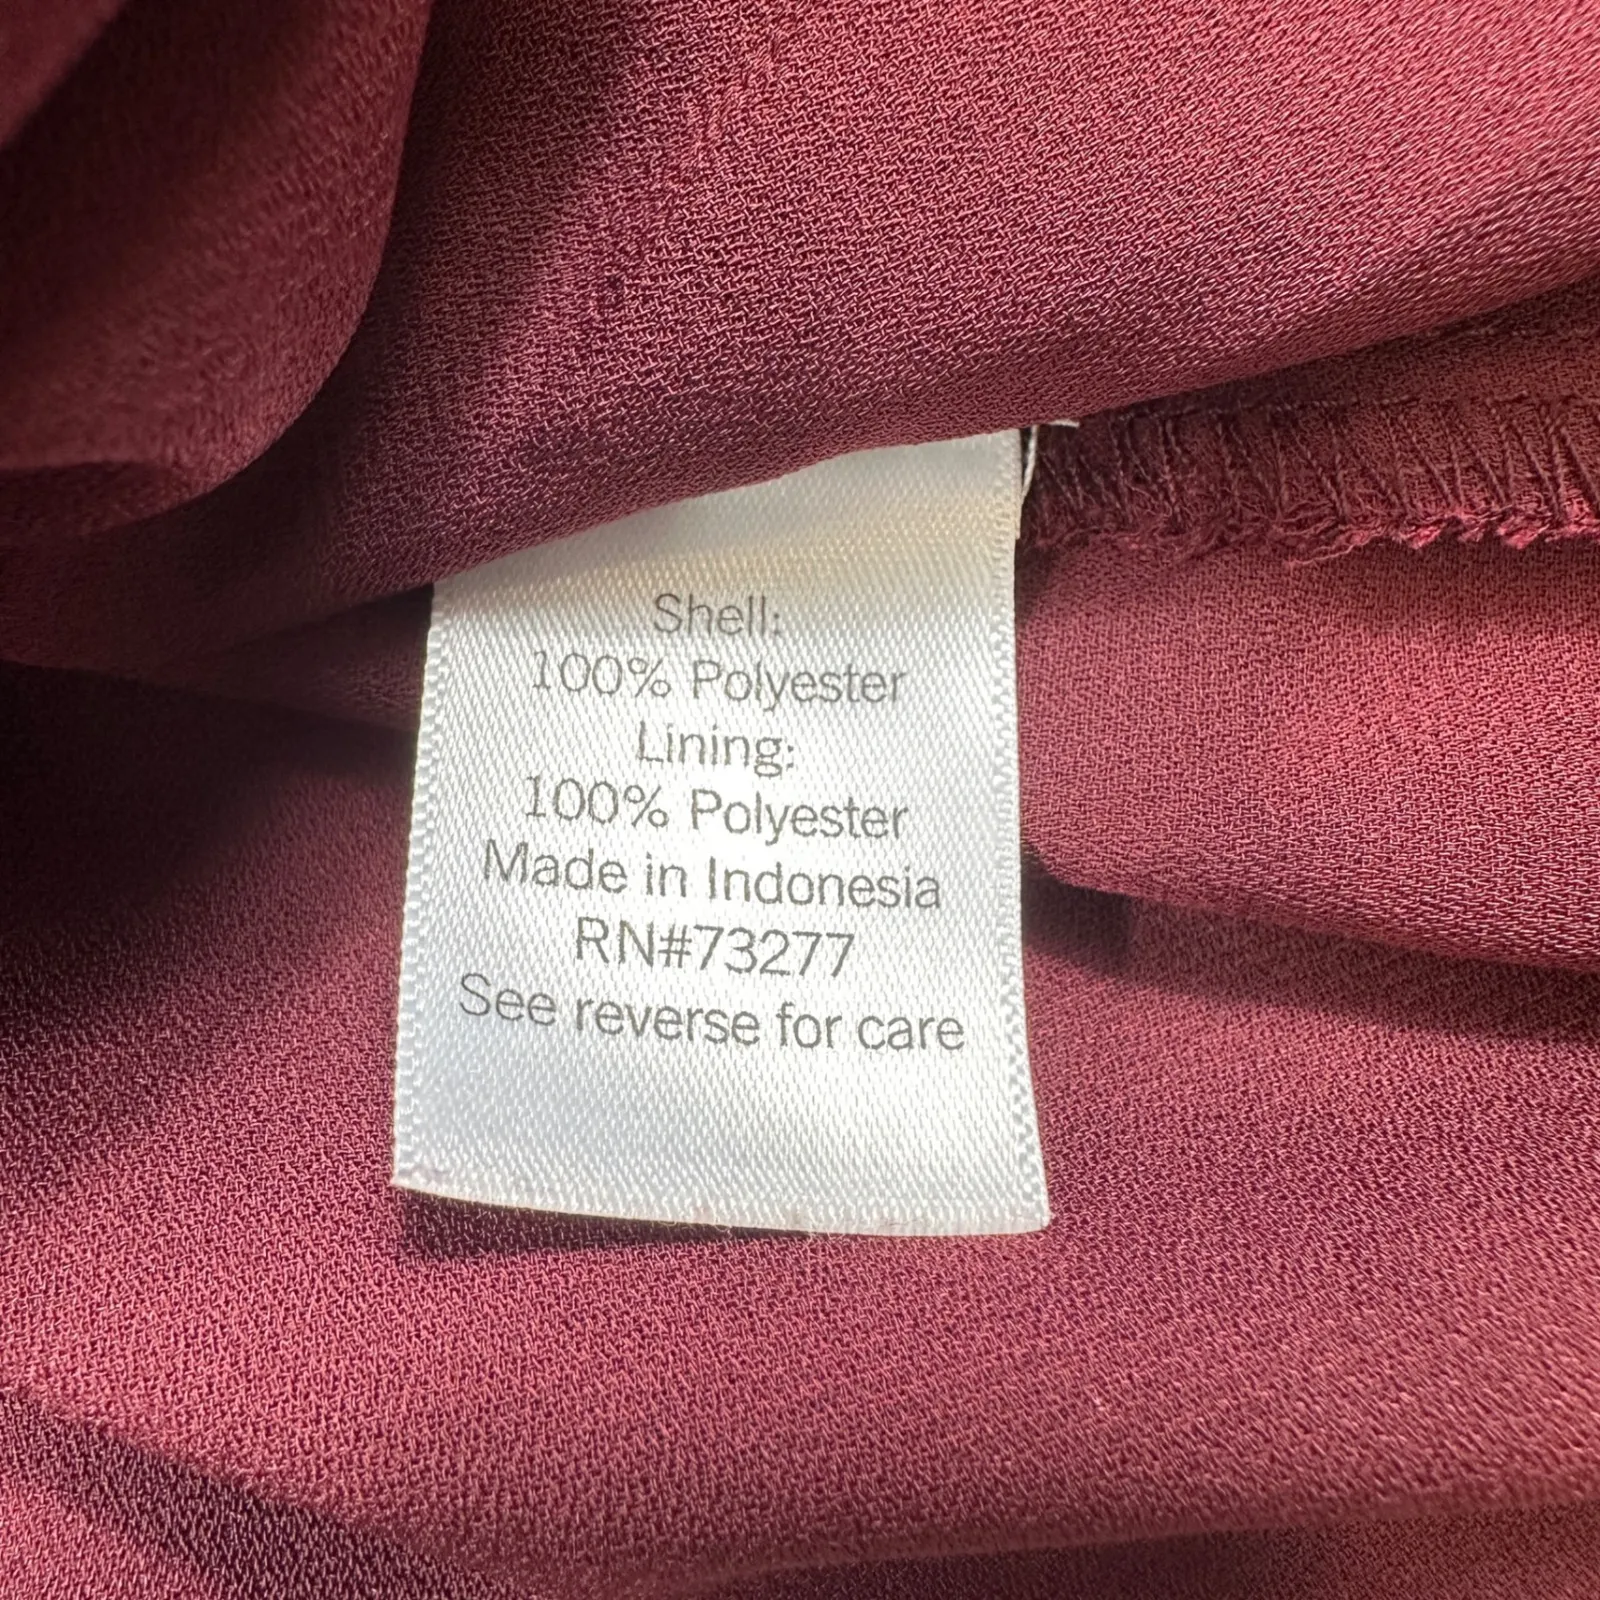 Shell:
100% Polyester
Lining:
100% Polyester
Made in Indonesia
RN#73277
See reverse for care